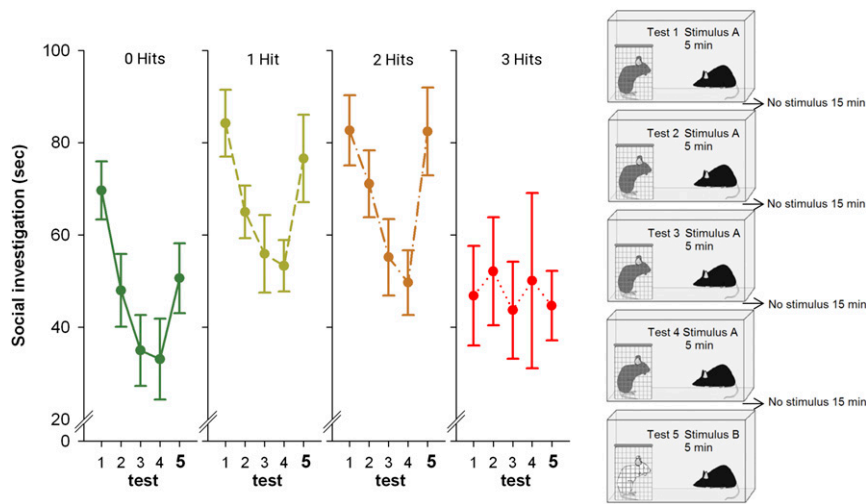 Social investigation (sec)
100
80
60
40
20
0
0 Hits
1 Hit
2 Hits
3 Hits
1 2 3 4 5
test
1 2 3 4 5
test
1 2 3 4 5
test
1 2 3 4 5
test
Test 1 Stimulus A
5 min
No stimulus 15 min
Test 2 Stimulus A
5 min
No stimulus 15 min
Test 3 Stimulus A
5 min
No stimulus 15 min
Test 4 Stimulus A
5 min
No stimulus 15 min
Test 5 Stimulus B
5 min